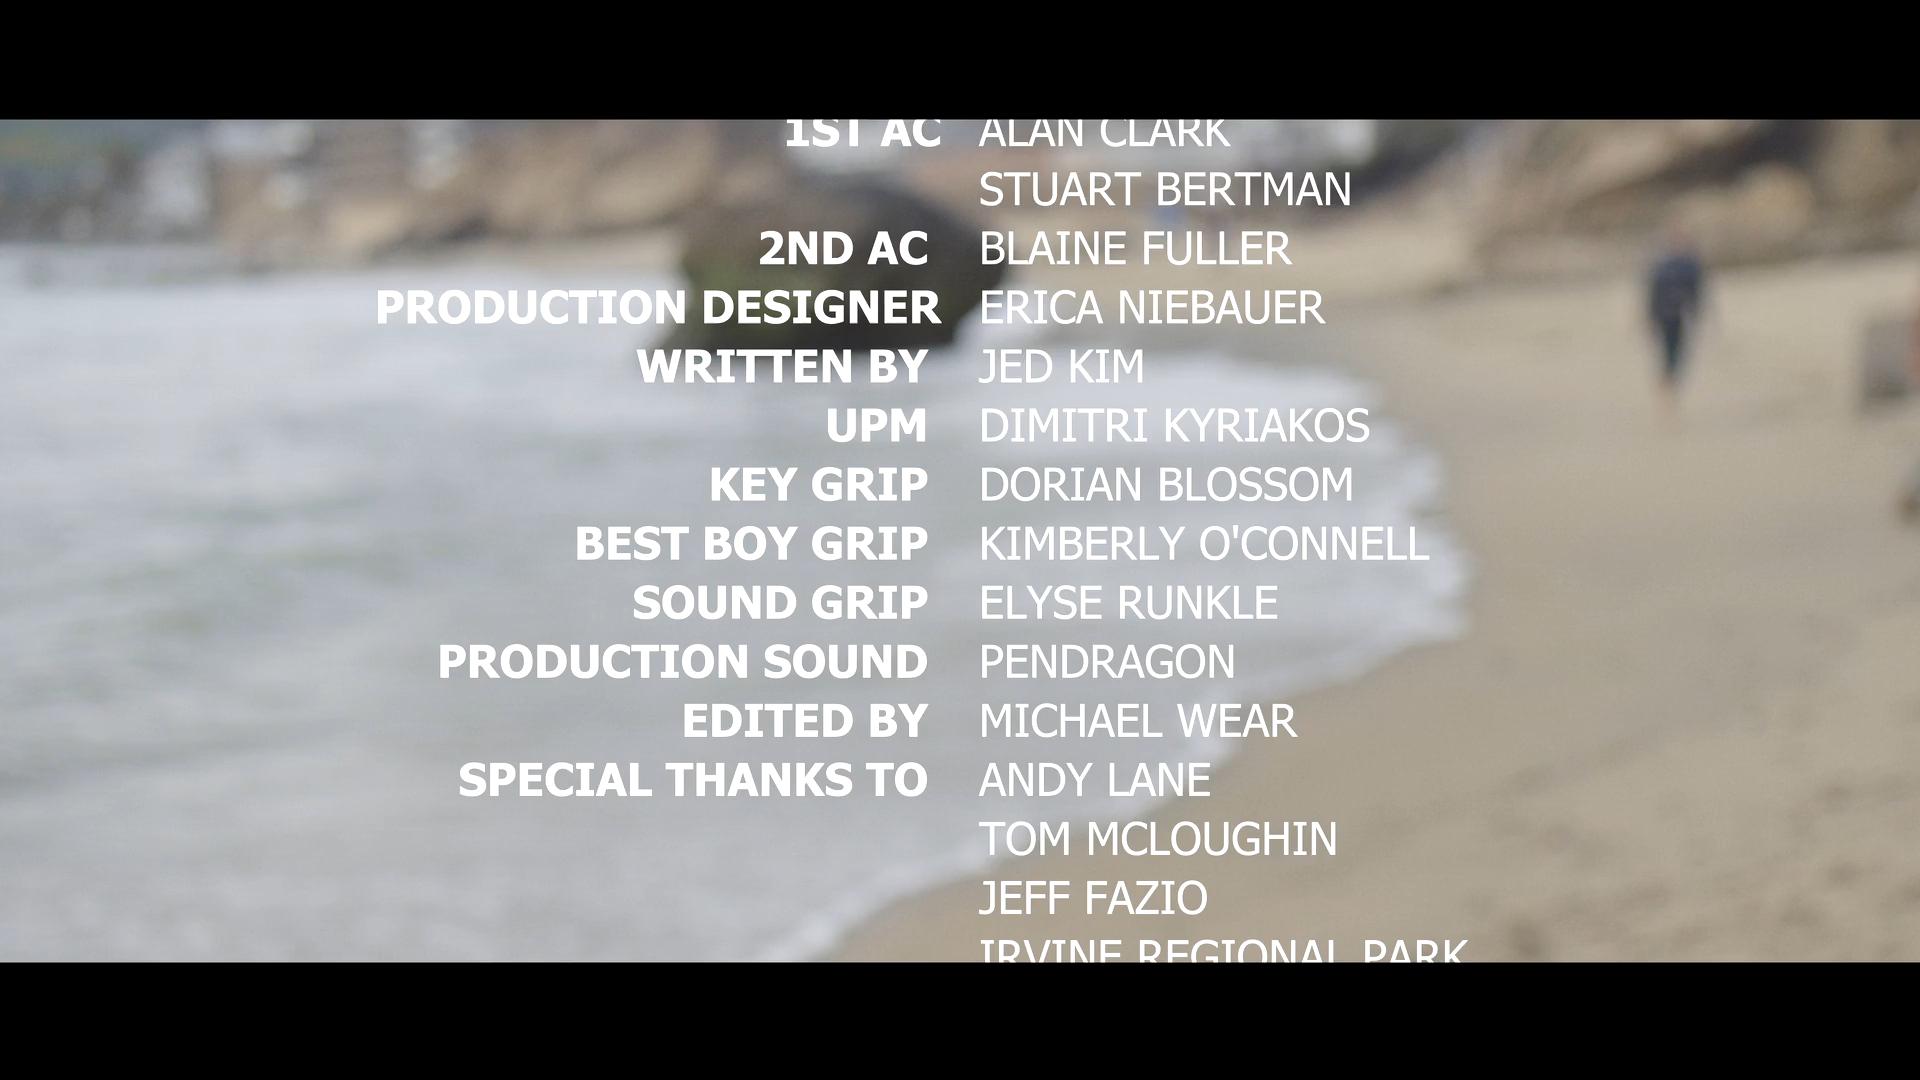 1ST AC ALAN CLARK
STUART BERTMAN
2ND AC BLAINE FULLER
PRODUCTION DESIGNER ERICA NIEBAUER
WRITTEN BY JED KIM
UPM DIMITRI KYRIAKOS
KEY GRIP DORIAN BLOSSOM
BEST BOY GRIP KIMBERLY O'CONNELL
SOUND GRIP ELYSE RUNKLE
PRODUCTION SOUND PENDRAGON
EDITED BY MICHAEL WEAR
SPECIAL THANKS TO ANDY LANE
TOM MCLOUGHIN
JEFF FAZIO
IRVINE REGIONAL PARK